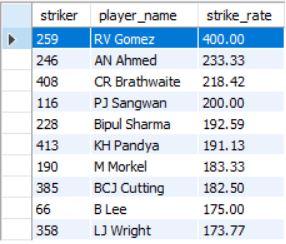 striker player_name strike_rate
259 RV Gomez 400.00
246 AN Ahmed 233.33
408 CR Brathwaite 218.42
116 PJ Sangwan 200.00
228 Bipul Sharma 192.59
413 KH Pandya 191.13
190 M Morkel 183.33
385 BCJ Cutting 182.50
66 B Lee 175.00
358 LJ Wright 173.77